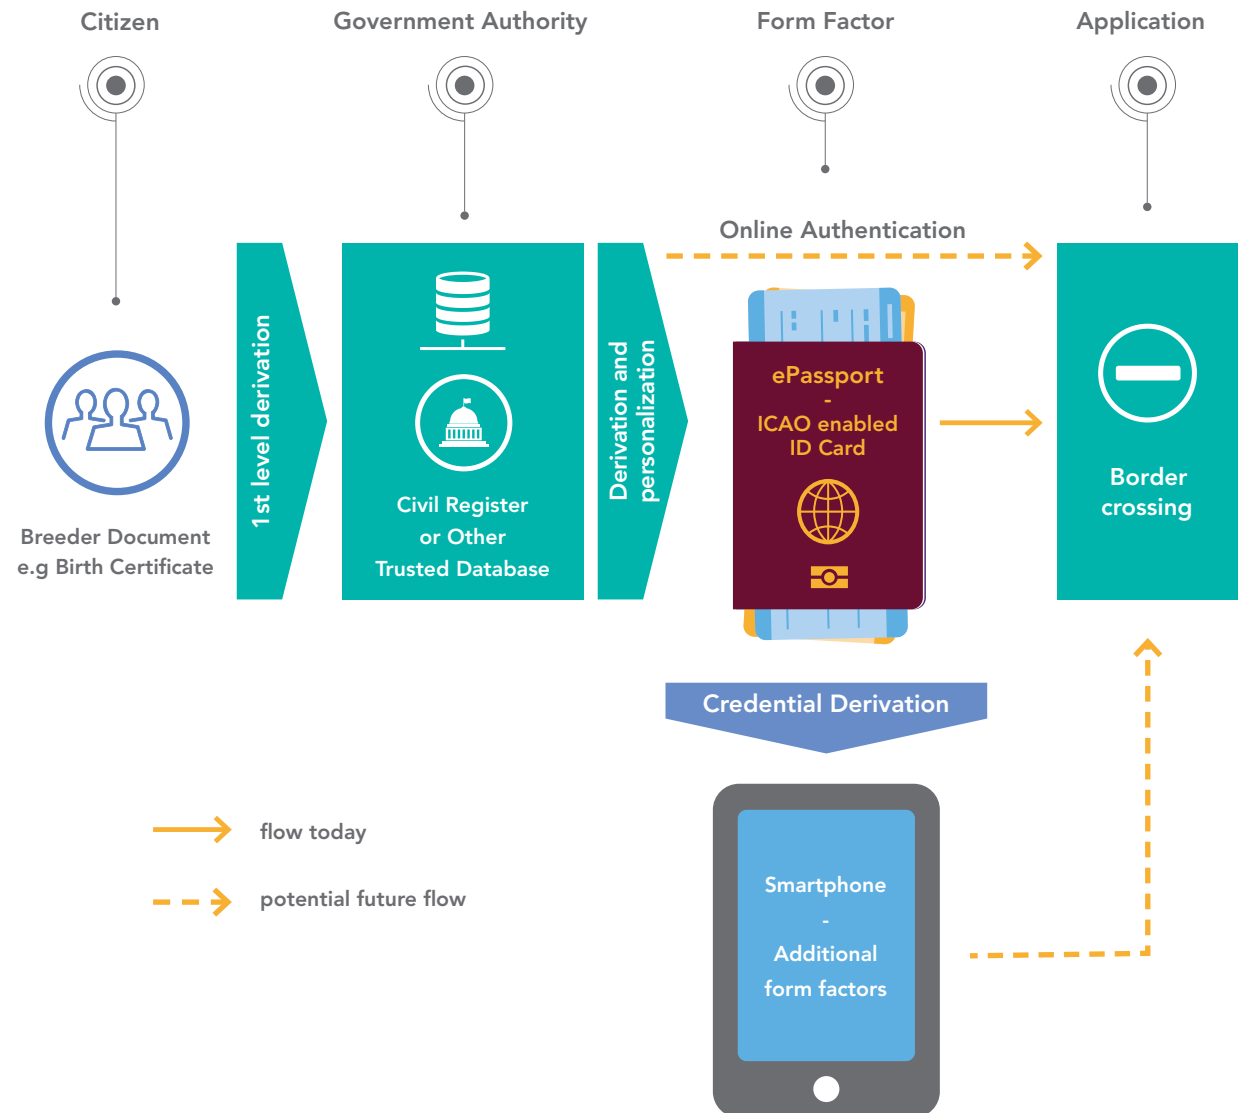 Citizen
Government Authority
Form Factor
Application
Online Authentication
1st level derivation
Derivation and
personalization
ePassport
-
ICAO enabled
ID Card
Civil Register
or Other
Trusted Database
Border
crossing
Breeder Document
e.g Birth Certificate
Credential Derivation
flow today
potential future flow
Smartphone
-
Additional
form factors